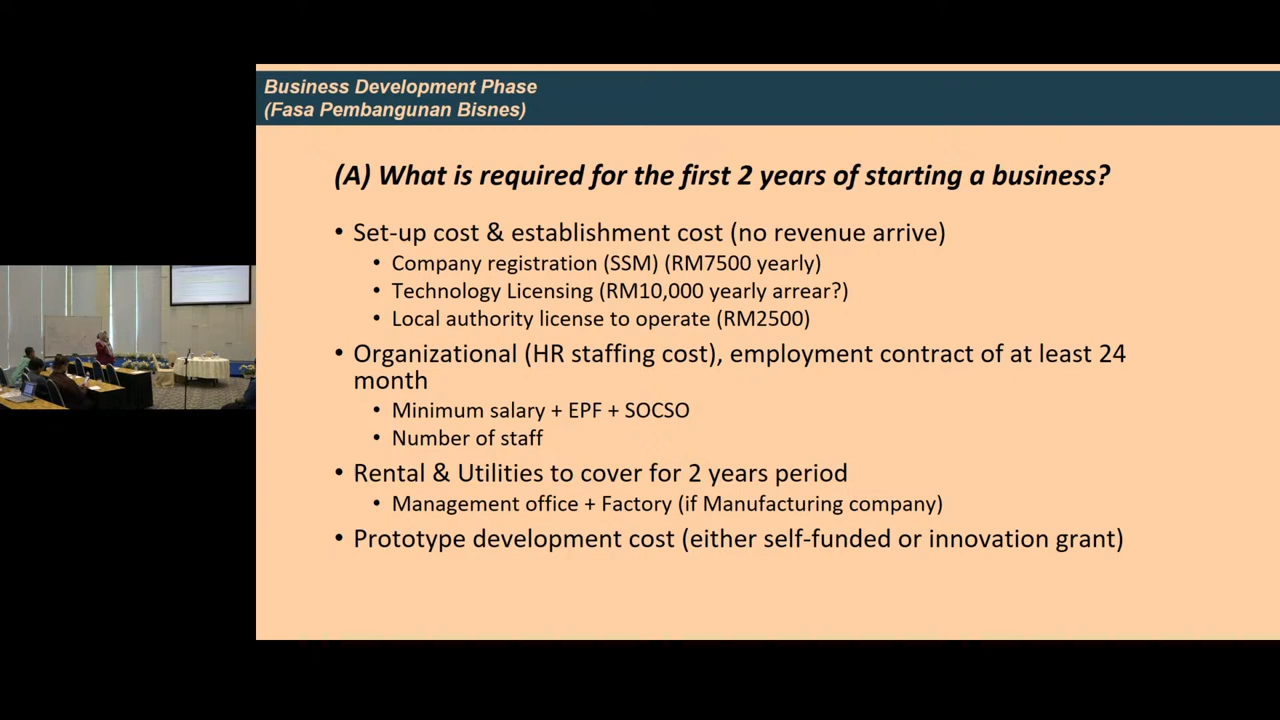 Business Development Phase
(Fasa Pembangunan Bisnes)
(A) What is required for the first 2 years of starting a business?
• Set-up cost & establishment cost (no revenue arrive)
• Company registration (SSM) (RM7500 yearly)
• Technology Licensing (RM10,000 yearly arrear?)
• Local authority license to operate (RM2500)
• Organizational (HR staffing cost), employment contract of at least 24
month
• Minimum salary + EPF + SOCSO
• Number of staff
• Rental & Utilities to cover for 2 years period
• Management office + Factory (if Manufacturing company)
• Prototype development cost (either self-funded or innovation grant)